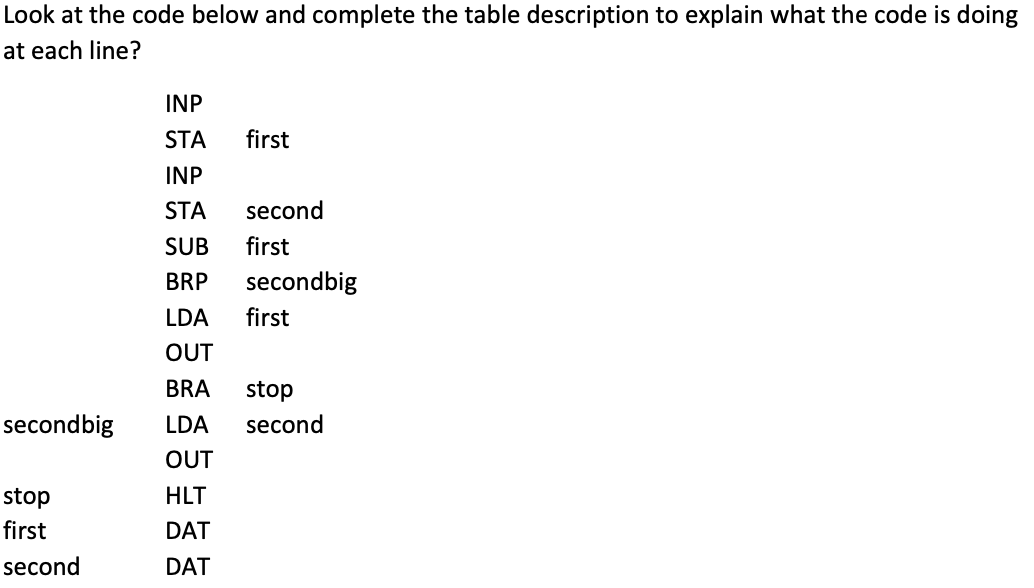 Look at the code below and complete the table description to explain what the code is doing
at each line?
INP
STA first
INP
STA second
SUB first
BRP secondbig
LDA first
OUT
BRA stop
secondbig LDA second
OUT
stop HLT
first DAT
second DAT